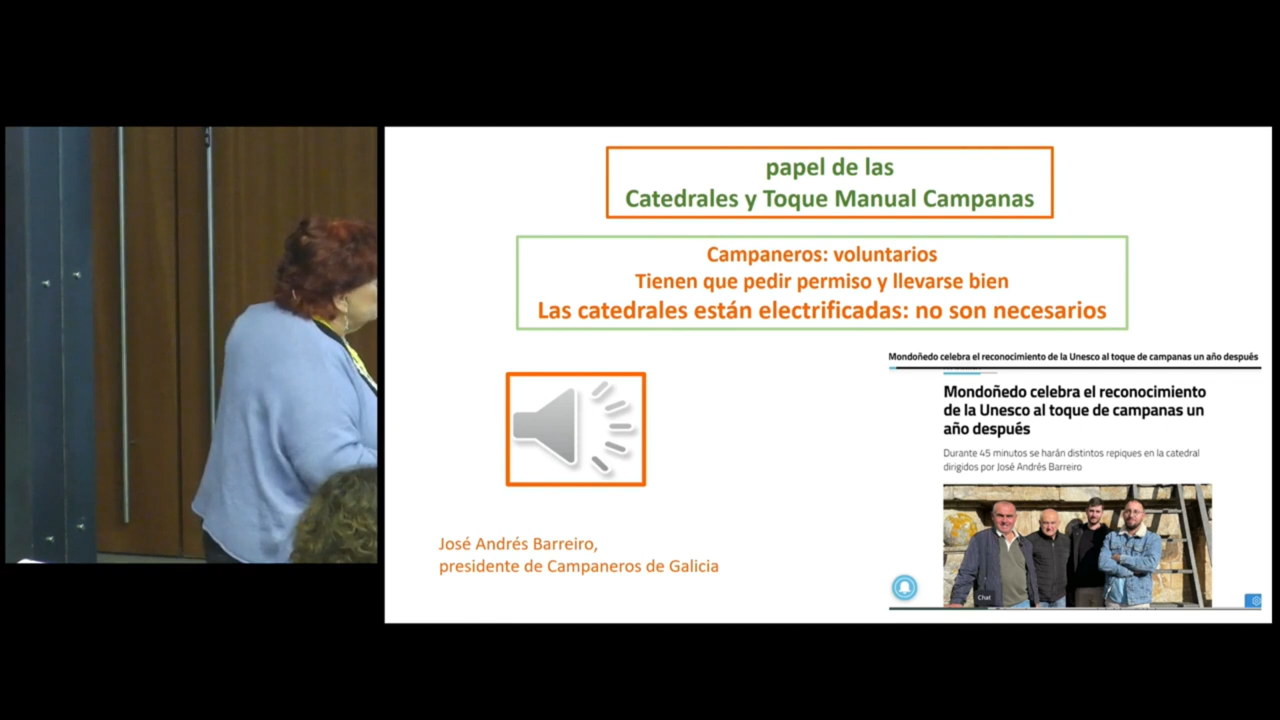 papel de las
Catedrales y Toque Manual Campanas
Campaneros: voluntarios
Tienen que pedir permiso y llevarse bien
Las catedrales están electrificadas: no son necesarios
Mondoñedo celebra el reconocimiento de la Unesco al toque de campanas un año después
Mondoñedo celebra el reconocimiento
de la Unesco al toque de campanas un
año después
Durante 45 minutos se harán distintos repiques en la catedral
dirigidos por José Andrés Barreiro
José Andrés Barreiro,
presidente de Campaneros de Galicia
Chat